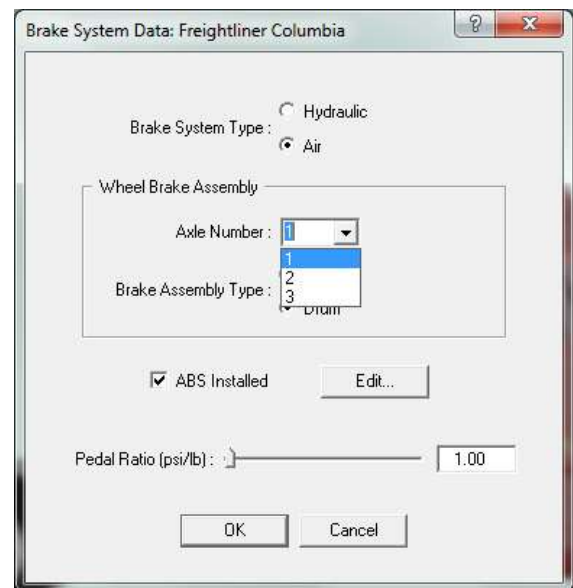 Brake System Data: Freightliner Columbia
Hydraulic
Brake System Type :
Air
Wheel Brake Assembly
Axle Number : 1
1
2
3
Brake Assembly Type :
Drum
ABS Installed Edit...
Pedal Ratio (psi/lb) : 1.00
OK Cancel